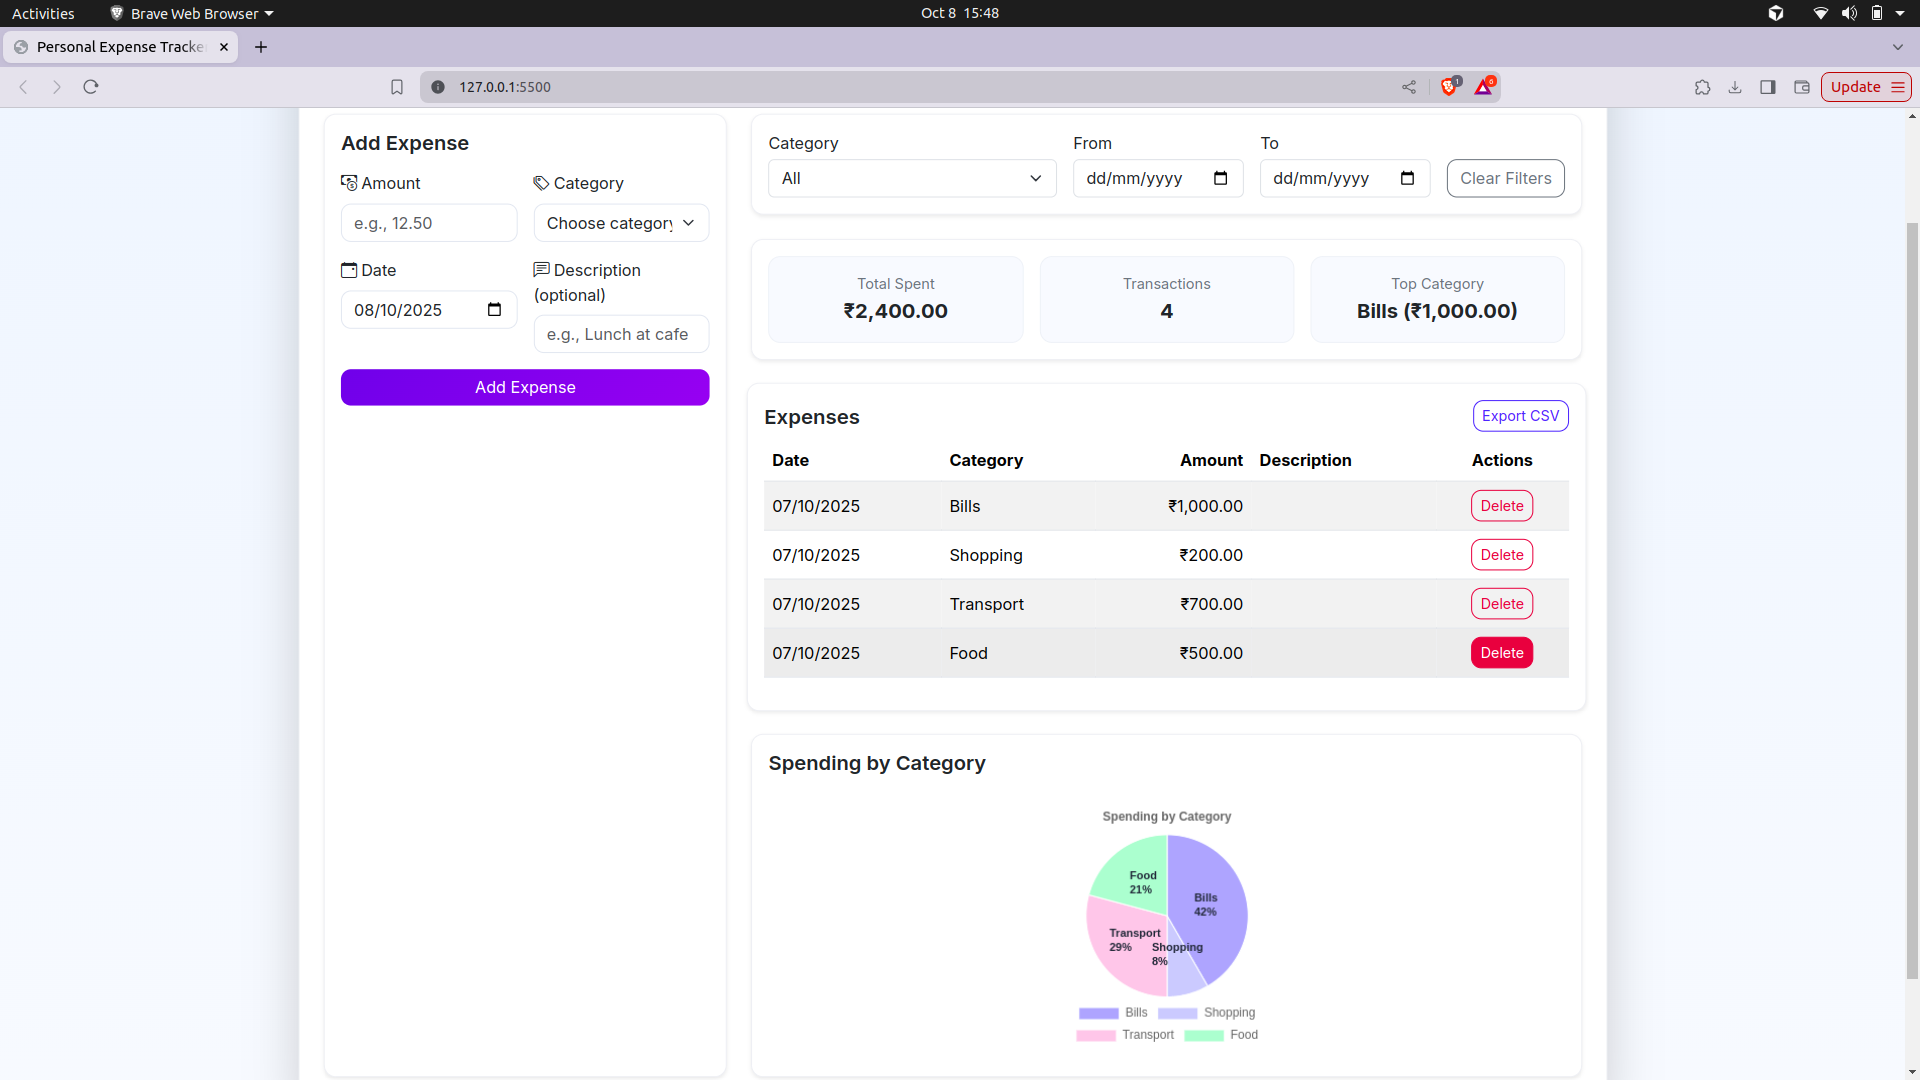 Activities
Brave Web Browser
Oct 8 15:48
Personal Expense Tracke
127.0.0.1:5500
1
6
Update
Add Expense
Amount
e.g., 12.50
Category
Choose category
Date
08/10/2025
Description
(optional)
e.g., Lunch at cafe
Add Expense
Category
All
From
dd/mm/yyyy
To
dd/mm/yyyy
Clear Filters
Total Spent
₹2,400.00
Transactions
4
Top Category
Bills (₹1,000.00)
Expenses
Export CSV
Date Category Amount Description Actions
07/10/2025 Bills ₹1,000.00 Delete
07/10/2025 Shopping ₹200.00 Delete
07/10/2025 Transport ₹700.00 Delete
07/10/2025 Food ₹500.00 Delete
Spending by Category
Spending by Category
Food
21%
Bills
42%
Transport
29%
Shopping
8%
Bills Shopping
Transport Food